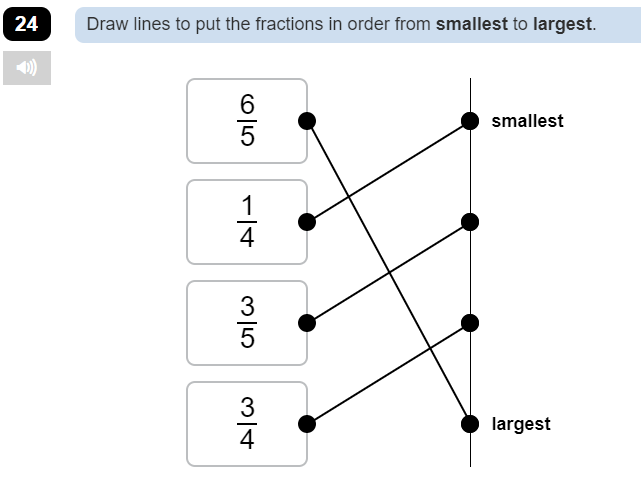 24
Draw lines to put the fractions in order from smallest to largest.
6/5
smallest
1/4
3/5
3/4
largest